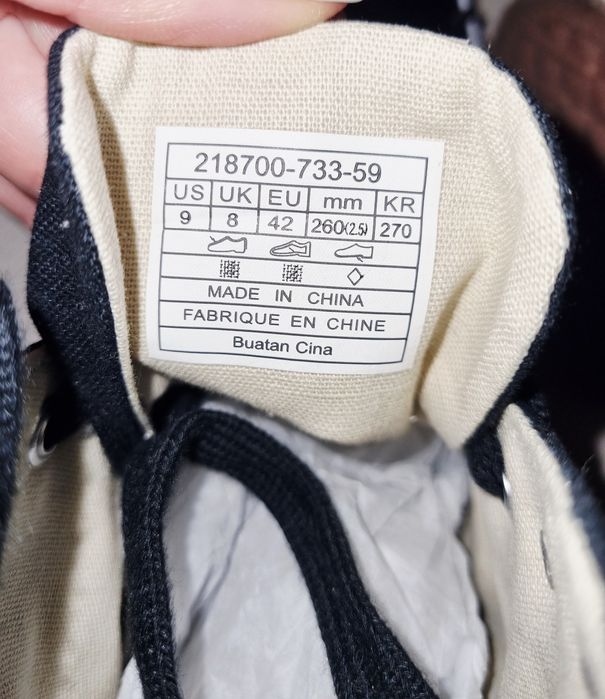 218700-733-59
US UK EU mm KR
9 8 42 260(2.5) 270
MADE IN CHINA
FABRIQUE EN CHINE
Buatan Cina